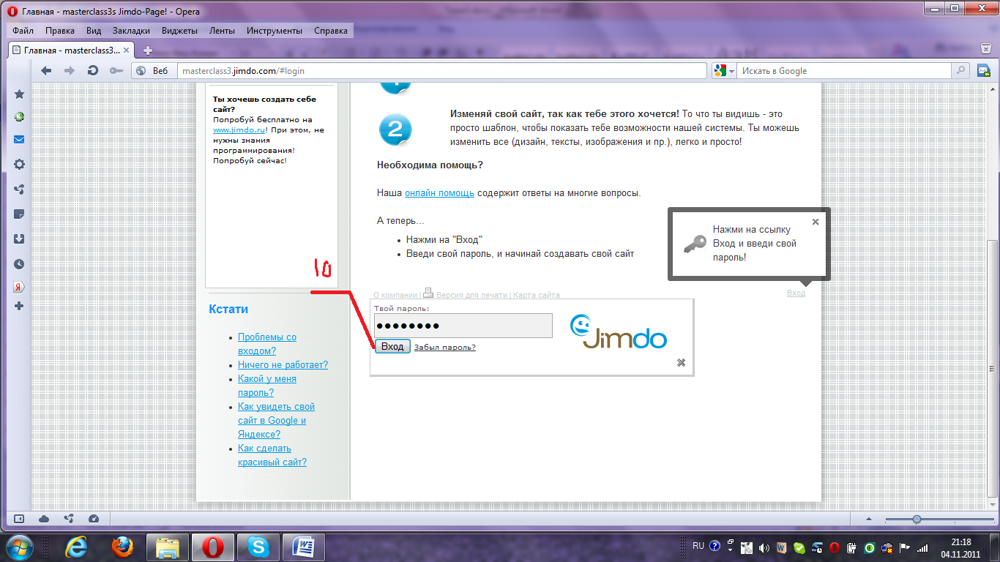 Главная - masterclass3s Jimdo-Page! - Opera
Файл Правка Вид Закладки Виджеты Ленты Инструменты Справка
Главная - masterclass3...
Веб masterclass3.jimdo.com/#login Искать в Google
Ты хочешь создать себе
сайт?
Попробуй бесплатно на
www.jimdo.ru! При этом, не
нужны знания
программирования!
Попробуй сейчас!
10
Кстати
Проблемы со
входом?
Ничего не работает?
Какой у меня
пароль?
Как увидеть свой
сайт в Google и
Яндексе?
Как сделать
красивый сайт?
2
Изменяй свой сайт, так как тебе этого хочется! То что ты видишь - это
просто шаблон, чтобы показать тебе возможности нашей системы. Ты можешь
изменить все (дизайн, тексты, изображения и пр.), легко и просто!
Необходима помощь?
Наша онлайн помощь содержит ответы на многие вопросы.
А теперь...
Нажми на "Вход"
Введи свой пароль, и начинай создавать свой сайт
Нажми на ссылку
Вход и введи свой
пароль!
О компании | Версия для печати | Карта сайта
Вход
Твой пароль:
Вход Забыл пароль?
Jimdo
RU
21:18
04.11.2011